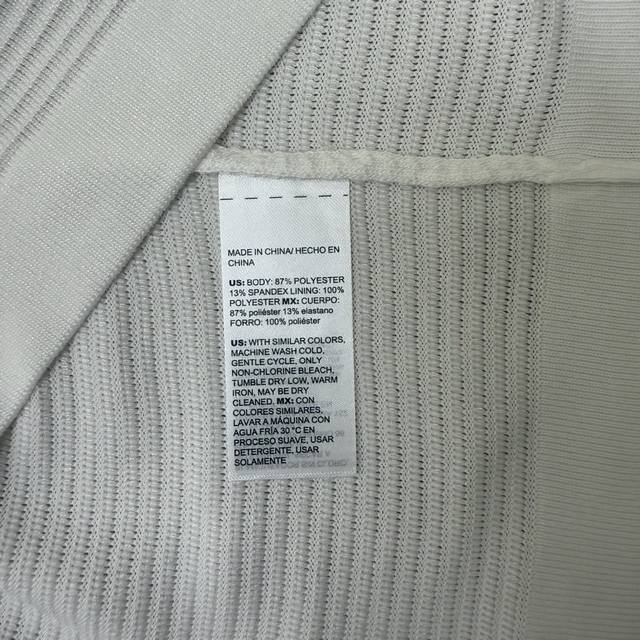 MADE IN CHINA/ HECHO EN
CHINA
US: BODY: 87% POLYESTER
13% SPANDEX LINING: 100%
POLYESTER MX: CUERPO:
87% poliéster 13% elastano
FORRO: 100% poliéster
US: WITH SIMILAR COLORS,
MACHINE WASH COLD,
GENTLE CYCLE, ONLY
NON-CHLORINE BLEACH,
TUMBLE DRY LOW, WARM
IRON, MAY BE DRY
CLEANED, MX: CON
COLORES SIMILARES,
LAVAR A MÁQUINA CON
AGUA FRÍA 30 °C EN
PROCESO SUAVE, USAR
DETERGENTE, USAR
SOLAMENTE